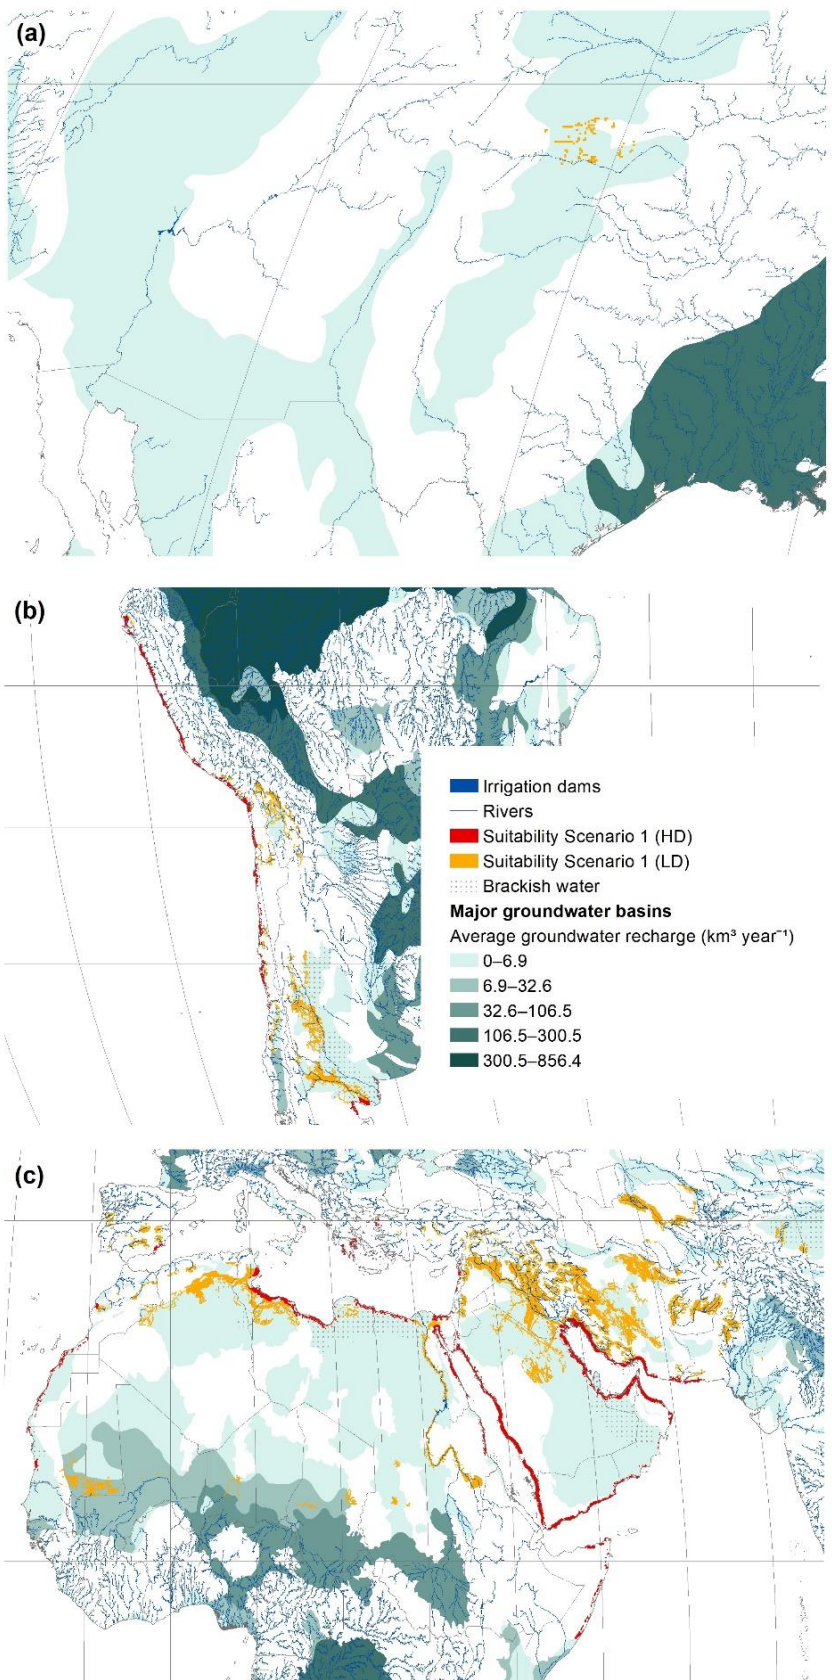 (a)
(b)
Irrigation dams
Rivers
Suitability Scenario 1 (HD)
Suitability Scenario 1 (LD)
Brackish water
Major groundwater basins
Average groundwater recharge (km³ year⁻¹)
0–6.9
6.9–32.6
32.6–106.5
106.5–300.5
300.5–856.4
(c)